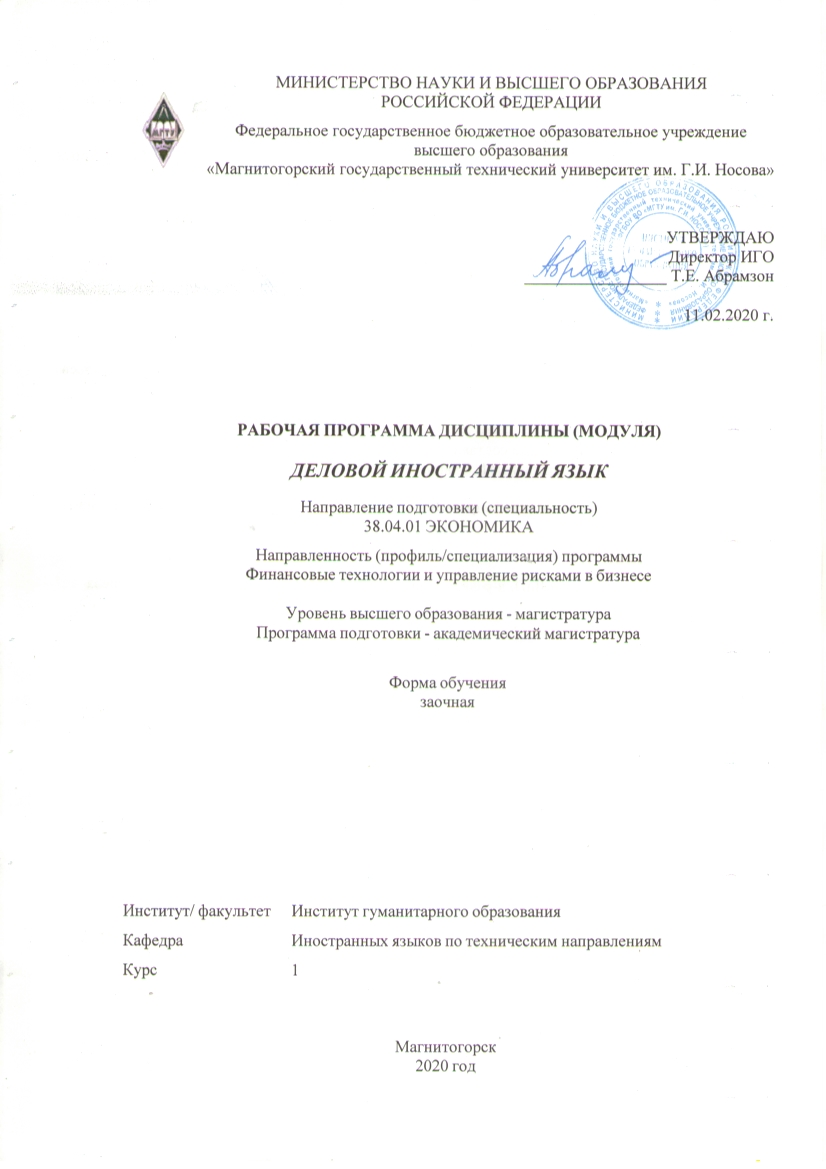 МИНИСТЕРСТВО НАУКИ И ВЫСШЕГО ОБРАЗОВАНИЯ
РОССИЙСКОЙ ФЕДЕРАЦИИ
Федеральное государственное бюджетное образовательное учреждение
высшего образования
«Магнитогорский государственный технический университет им. Г.И. Носова»
УТВЕРЖДАЮ
Директор ИГО
Т.Е. Абрамзон
11.02.2020 г.
РАБОЧАЯ ПРОГРАММА ДИСЦИПЛИНЫ (МОДУЛЯ)
ДЕЛОВОЙ ИНОСТРАННЫЙ ЯЗЫК
Направление подготовки (специальность)
38.04.01 ЭКОНОМИКА
Направленность (профиль/специализация) программы
Финансовые технологии и управление рисками в бизнесе
Уровень высшего образования - магистратура
Программа подготовки - академический магистратура
Форма обучения
заочная
Институт/ факультет Институт гуманитарного образования
Кафедра Иностранных языков по техническим направлениям
Курс 1
Магнитогорск
2020 год